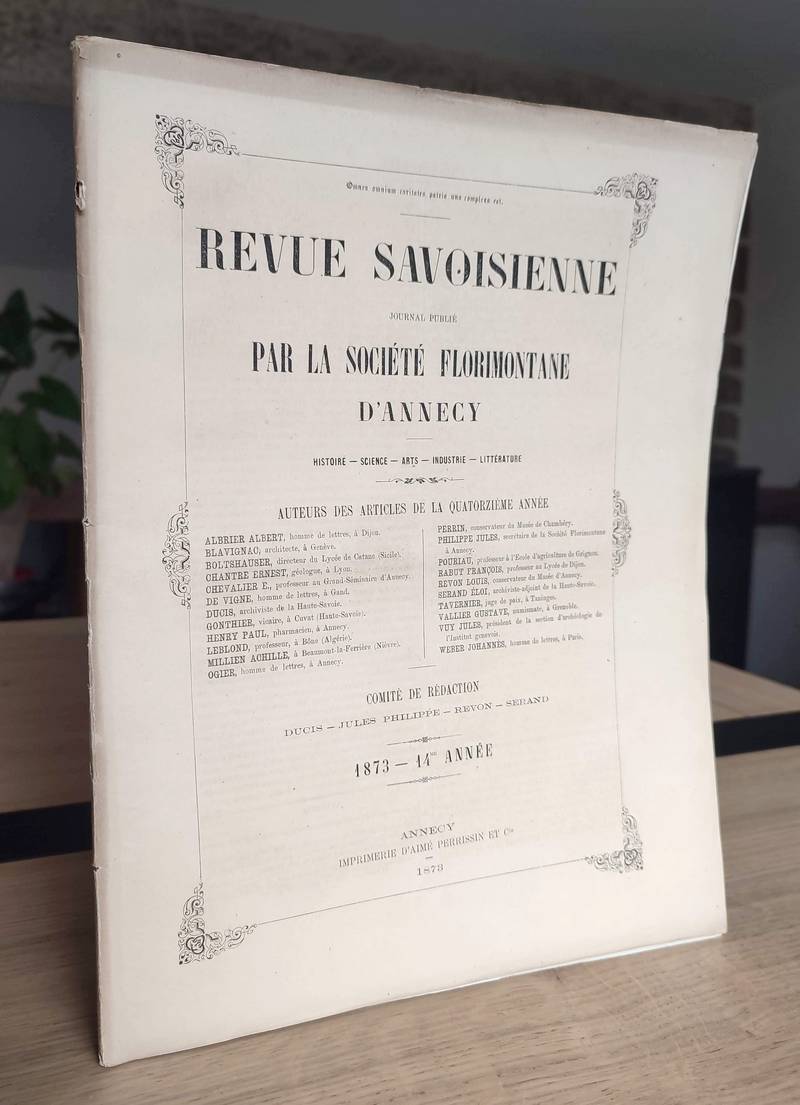 Omnes omnium caritates patria una complexa est.
REVUE SAVOISIENNE
JOURNAL PUBLIÉ
PAR LA SOCIÉTÉ FLORIMONTANE
D'ANNECY
HISTOIRE — SCIENCE — ARTS — INDUSTRIE — LITTÉRATURE
AUTEURS DES ARTICLES DE LA QUATORZIÈME ANNÉE
ALBRIER ALBERT, homme de lettres, à Dijon.
BLAVIGNAC, architecte, à Genève.
BOLTSHAUSER, directeur du Lycée de Catane (Sicile).
CHANTRE ERNEST, géologue, à Lyon.
CHEVALIER E., professeur au Grand-Séminaire d'Annecy.
DE VIGNE, homme de lettres, à Gand.
DUCIS, archiviste de la Haute-Savoie.
GONTHIER, vicaire, à Cuvat (Haute-Savoie).
HENRY PAUL, pharmacien, à Annecy.
LEBLOND, professeur, à Bône (Algérie).
MILLIEN ACHILLE, à Beaumont-la-Ferrière (Nièvre).
OGIER, homme de lettres, à Annecy.
PERRIN, conservateur du Musée de Chambéry.
PHILIPPE JULES, secrétaire de la Société Florimontane
à Annecy.
POURIAU, professeur à l'École d'agriculture de Grignon.
RABUT FRANÇOIS, professeur au Lycée de Dijon.
REVON LOUIS, conservateur du Musée d'Annecy.
SERAND ÉLOI, archiviste-adjoint de la Haute-Savoie.
TAVERNIER, juge de paix, à Taninges.
VALLIER GUSTAVE, numismate, à Grenoble.
VUY JULES, président de la section d'archéologie de
l'Institut genevois.
WEBER JOHANNÈS, homme de lettres, à Paris.
COMITÉ DE RÉDACTION
DUCIS — JULES PHILIPPE — REVON — SERAND
1873 — 14me ANNÉE
ANNECY
IMPRIMERIE D'AIMÉ PERRISSIN ET Cie
1873